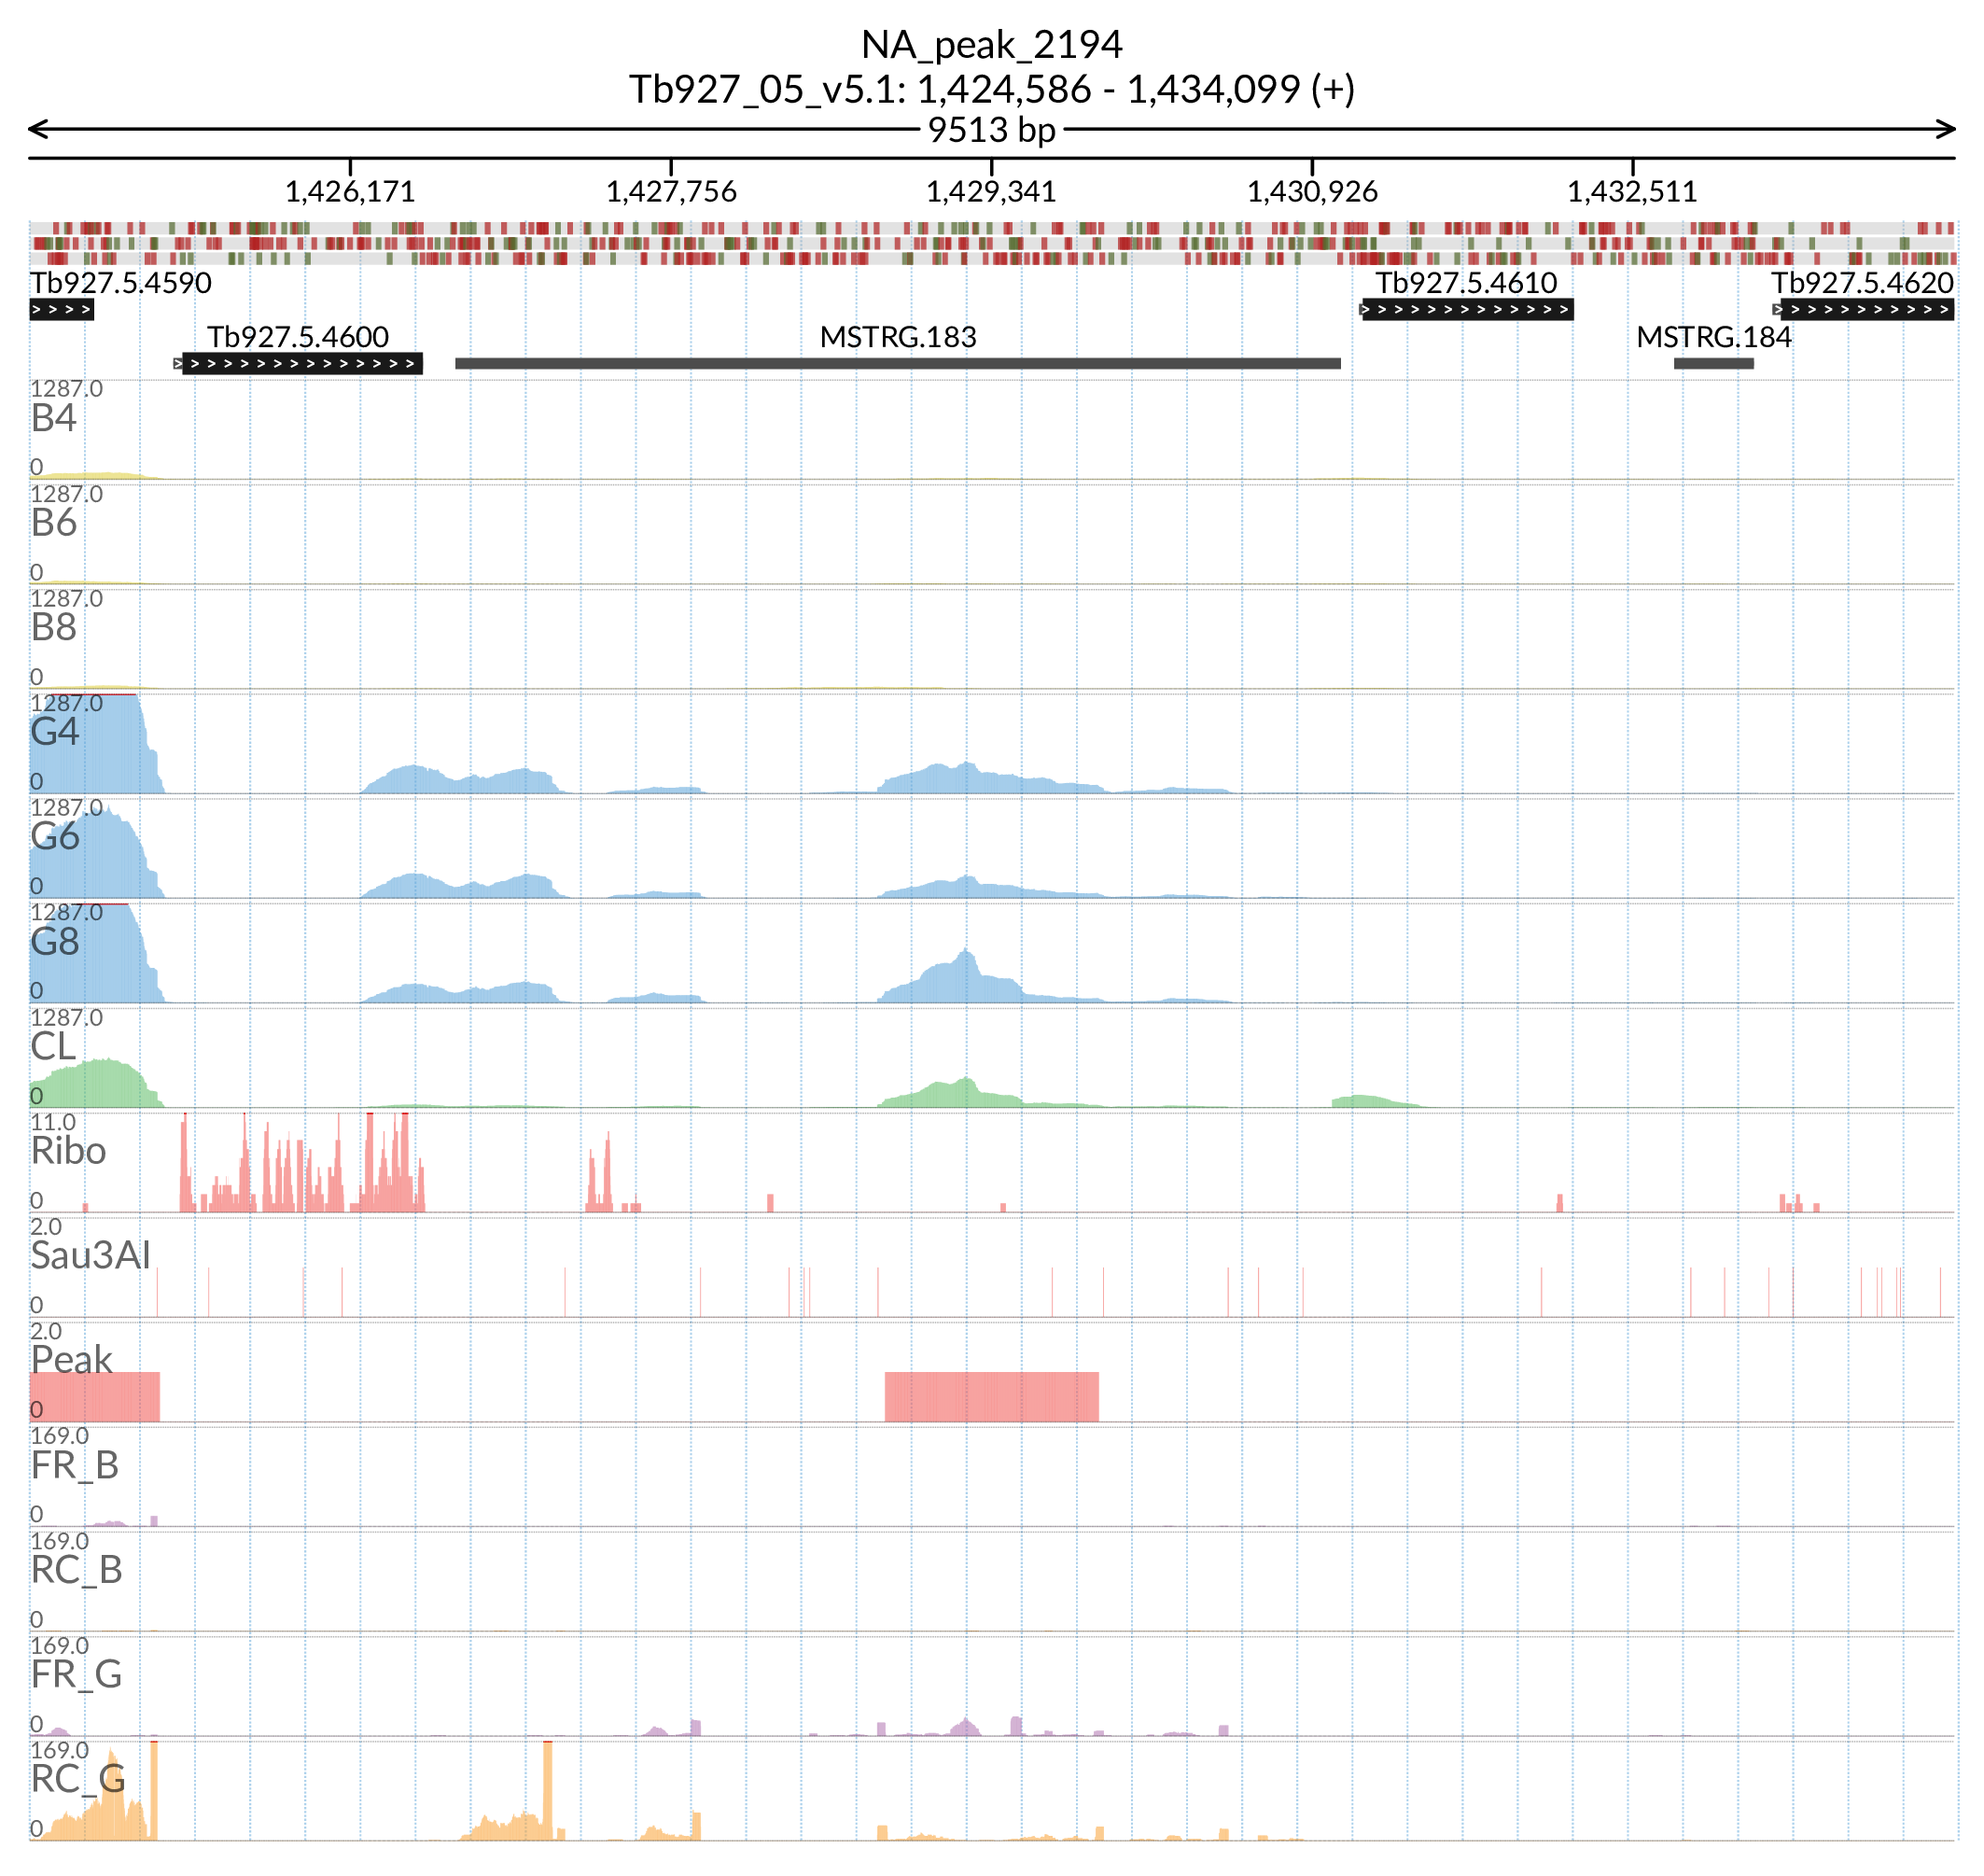 NA_peak_2194
Tb927_05_v5.1: 1,424,586 - 1,434,099 (+)
9513 bp
1,426,171 1,427,756 1,429,341 1,430,926 1,432,511
Tb927.5.4590 Tb927.5.4610 Tb927.5.4620
Tb927.5.4600 MSTRG.183 MSTRG.184
1287.0
B4
0
1287.0
B6
0
1287.0
B8
0
1287.0
G4
0
1287.0
G6
0
1287.0
G8
0
1287.0
CL
0
11.0
Ribo
0
2.0
Sau3AI
0
2.0
Peak
0
169.0
FR_B
0
169.0
RC_B
0
169.0
FR_G
0
169.0
RC_G
0